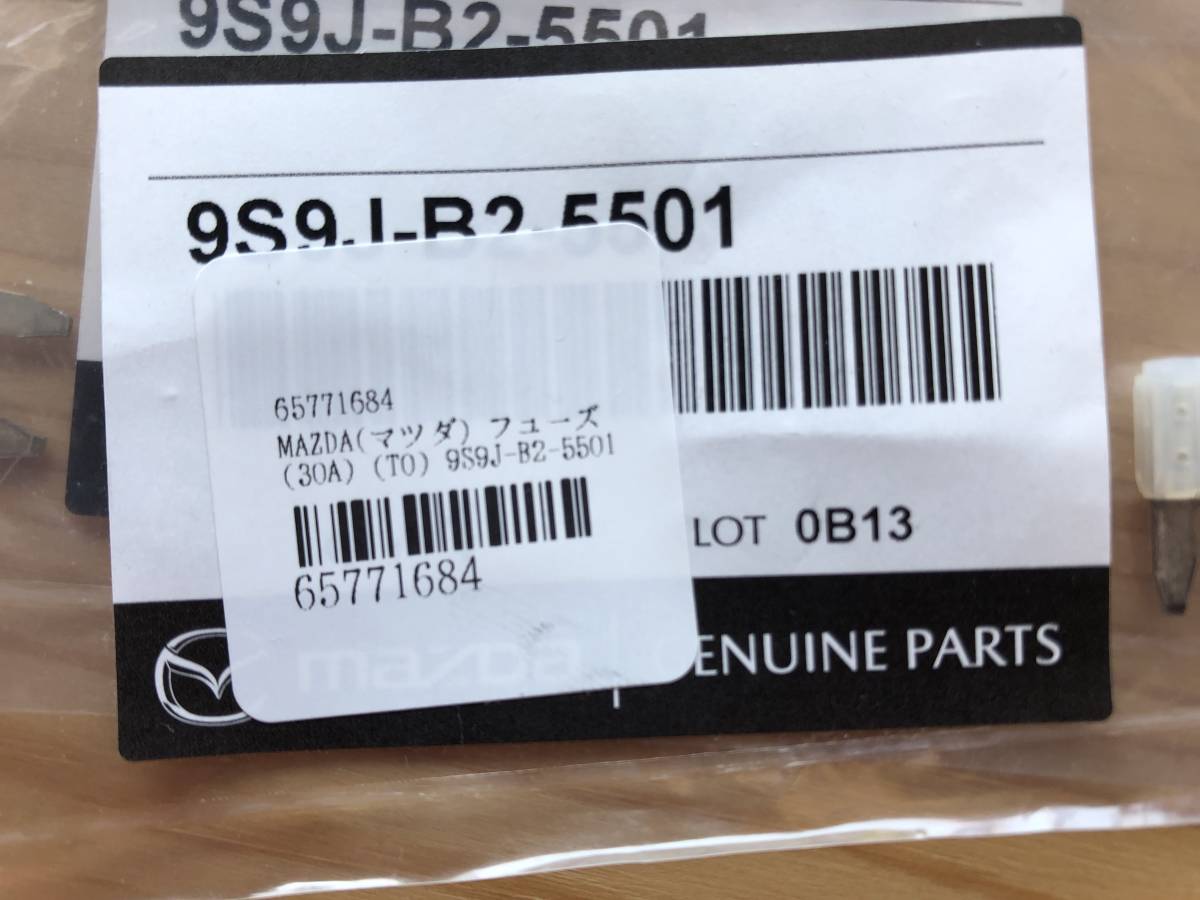 9S9J-B2-5501
9S9J-B2-5501
65771684
MAZDA(マツダ) フューズ
(30A) (TO) 9S9J-B2-5501
65771684
LOT 0B13
mazda GENUINE PARTS